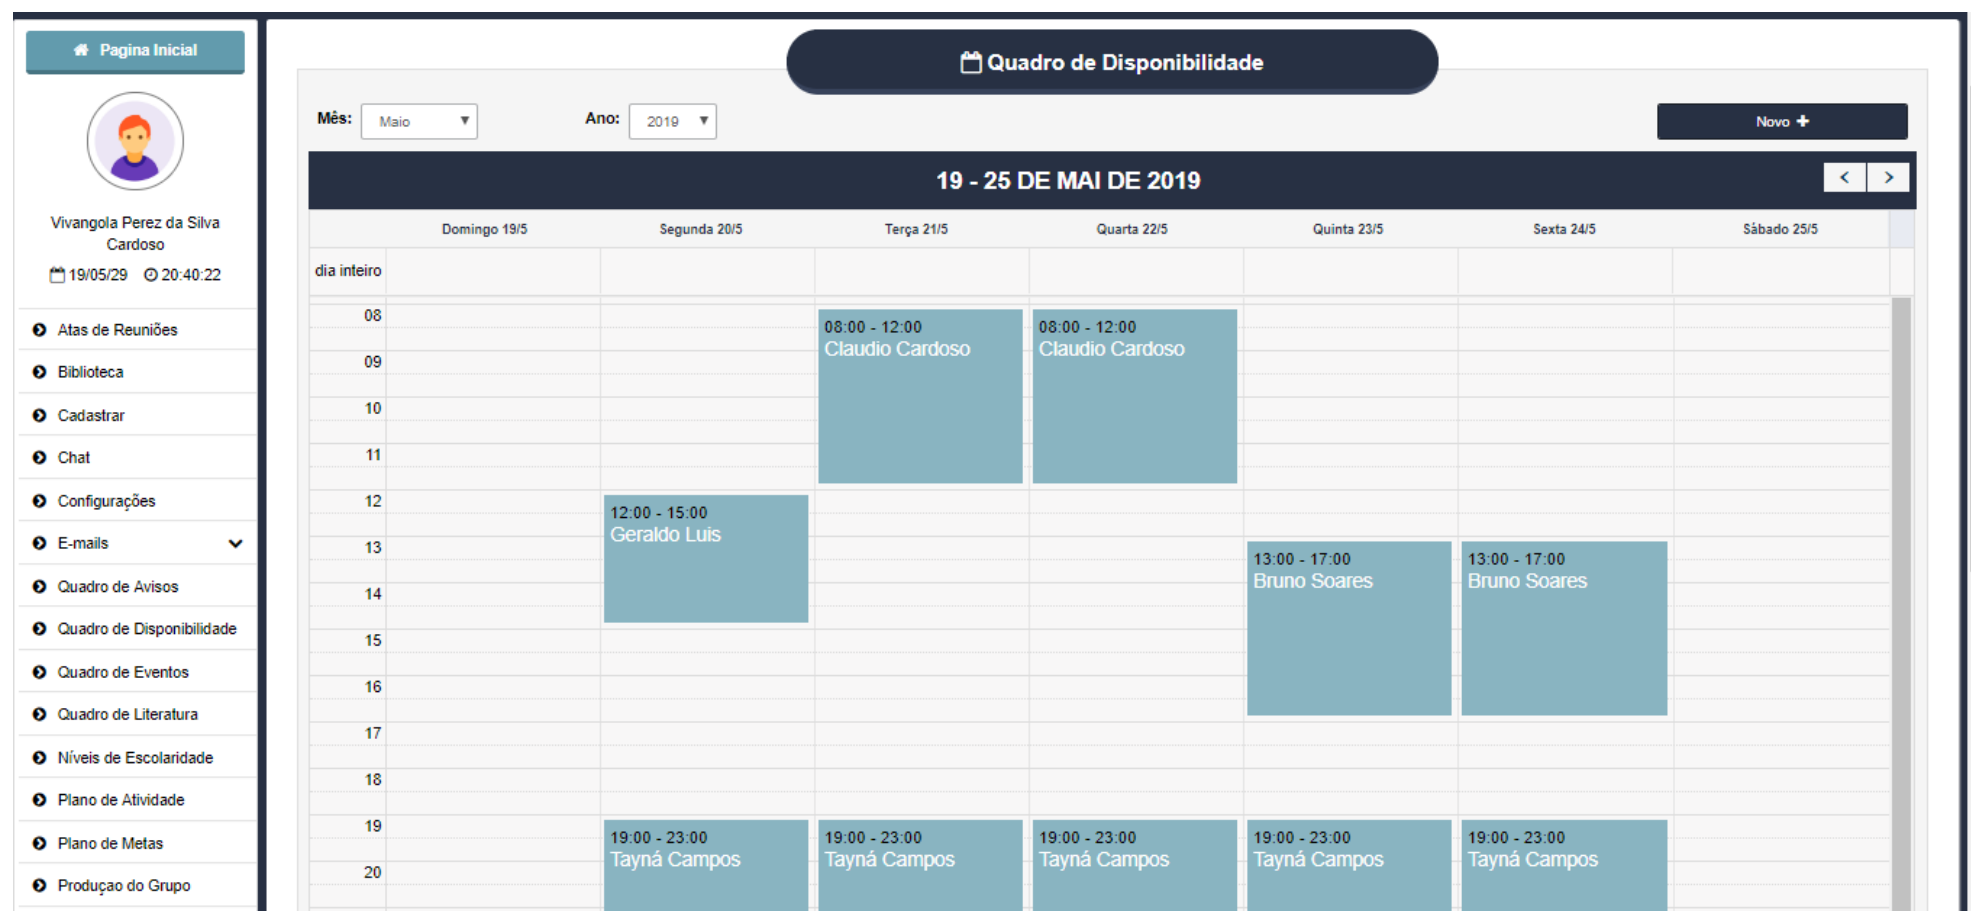 Pagina Inicial
Vivangola Perez da Silva
Cardoso
19/05/29 20:40:22
Atas de Reuniões
Biblioteca
Cadastrar
Chat
Configurações
E-mails
Quadro de Avisos
Quadro de Disponibilidade
Quadro de Eventos
Quadro de Literatura
Níveis de Escolaridade
Plano de Atividade
Plano de Metas
Produçao do Grupo
Quadro de Disponibilidade
Mês: Maio Ano: 2019 Novo
19 - 25 DE MAI DE 2019
Domingo 19/5 Segunda 20/5 Terça 21/5 Quarta 22/5 Quinta 23/5 Sexta 24/5 Sábado 25/5
dia inteiro
08
08:00 - 12:00 08:00 - 12:00
Claudio Cardoso Claudio Cardoso
09
10
11
12
12:00 - 15:00
Geraldo Luis
13
13:00 - 17:00 13:00 - 17:00
Bruno Soares Bruno Soares
14
15
16
17
18
19
19:00 - 23:00 19:00 - 23:00 19:00 - 23:00 19:00 - 23:00 19:00 - 23:00
Tayná Campos Tayná Campos Tayná Campos Tayná Campos Tayná Campos
20